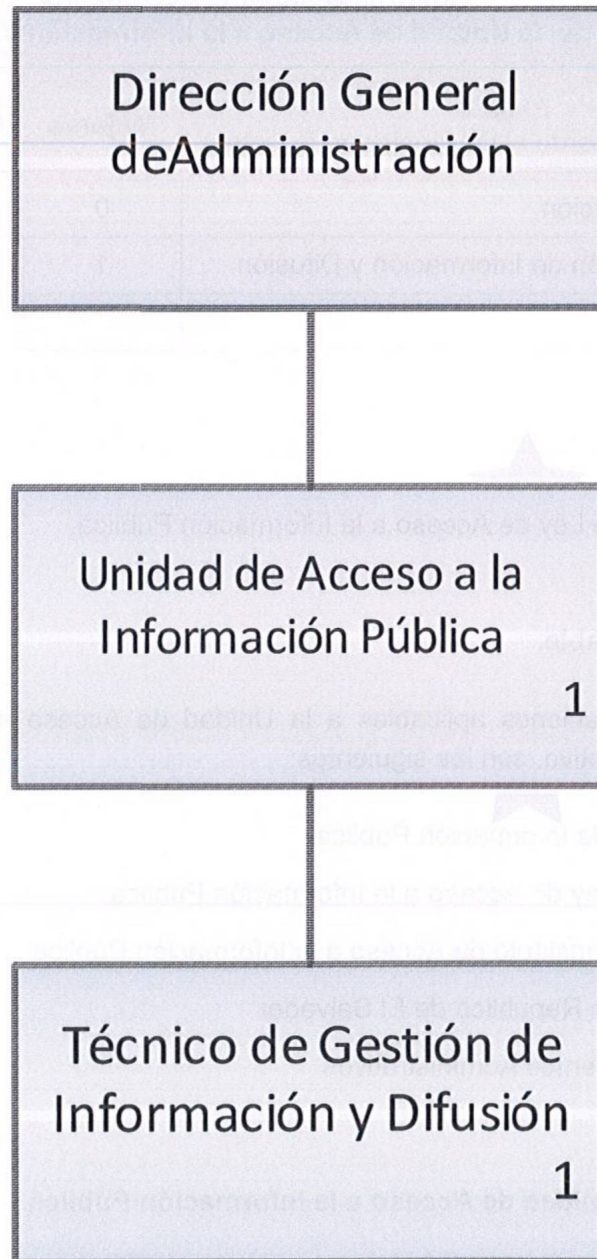 Dirección General
deAdministración
Unidad de Acceso a la
Información Pública
1
Técnico de Gestión de
Información y Difusión
1